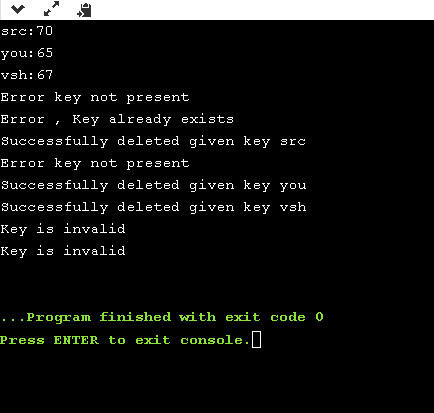 src:70
you:65
vsh:67
Error key not present
Error , Key already exists
Successfully deleted given key src
Error key not present
Successfully deleted given key you
Successfully deleted given key vsh
Key is invalid
Key is invalid
...Program finished with exit code 0
Press ENTER to exit console.